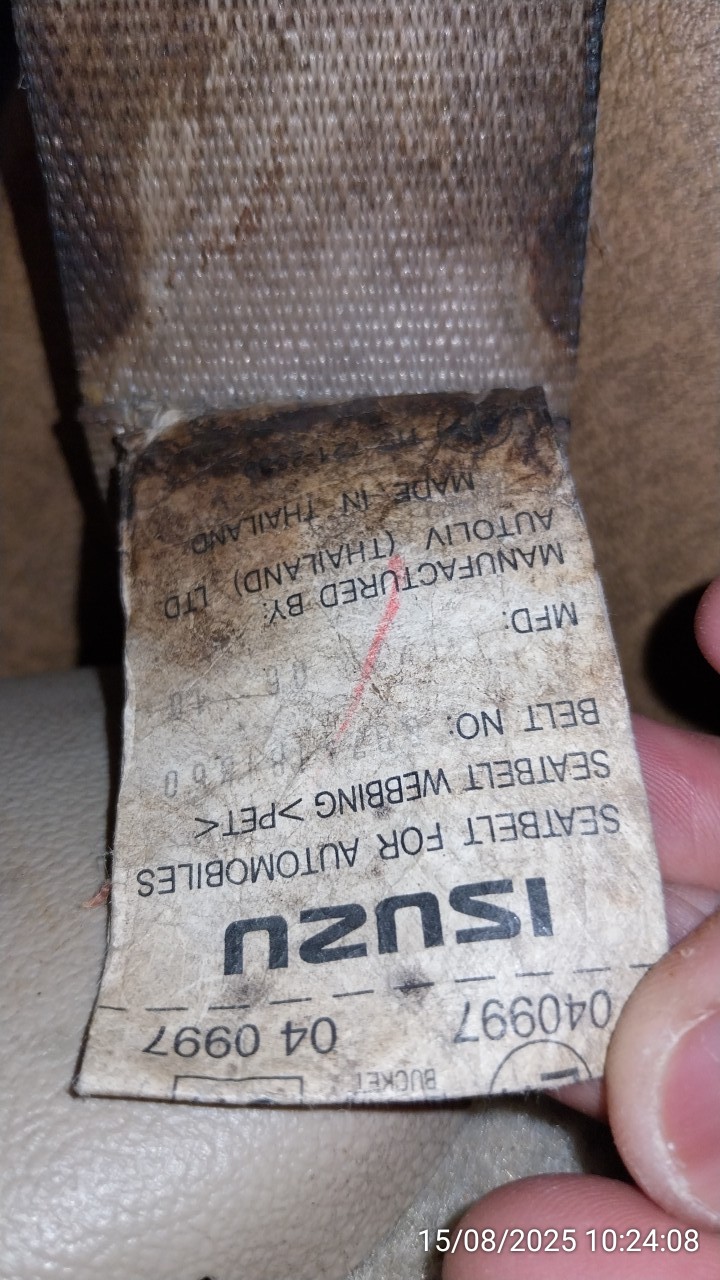 BUCKET
040997 04 0997
ISUZU
SEATBELT FOR AUTOMOBILES
SEATBELT WEBBING >PET<
BELT NO:
MFD:
MANUFACTURED BY:
AUTOLIV (THAILAND) LTD
MADE IN THAILAND
15/08/2025 10:24:08